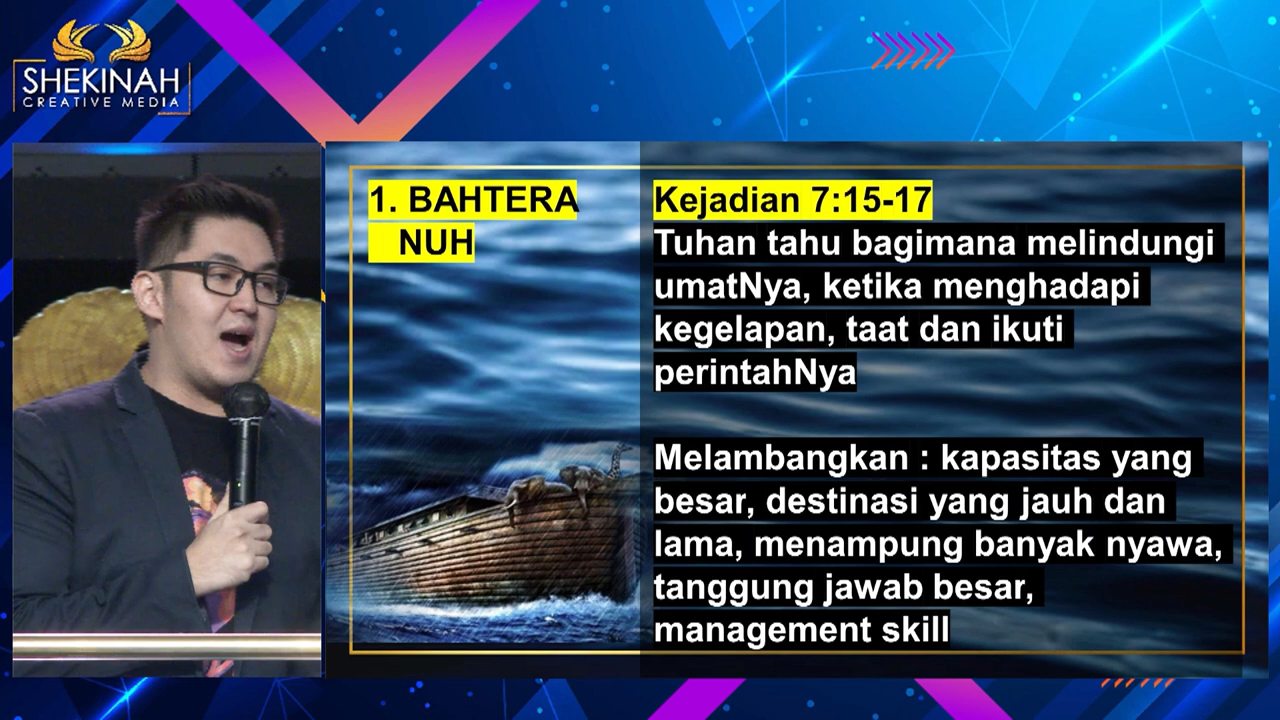 SHEKINAH
CREATIVE MEDIA
1. BAHTERA
NUH
Kejadian 7:15-17
Tuhan tahu bagimana melindungi
umatNya, ketika menghadapi
kegelapan, taat dan ikuti
perintahNya
Melambangkan : kapasitas yang
besar, destinasi yang jauh dan
lama, menampung banyak nyawa,
tanggung jawab besar,
management skill